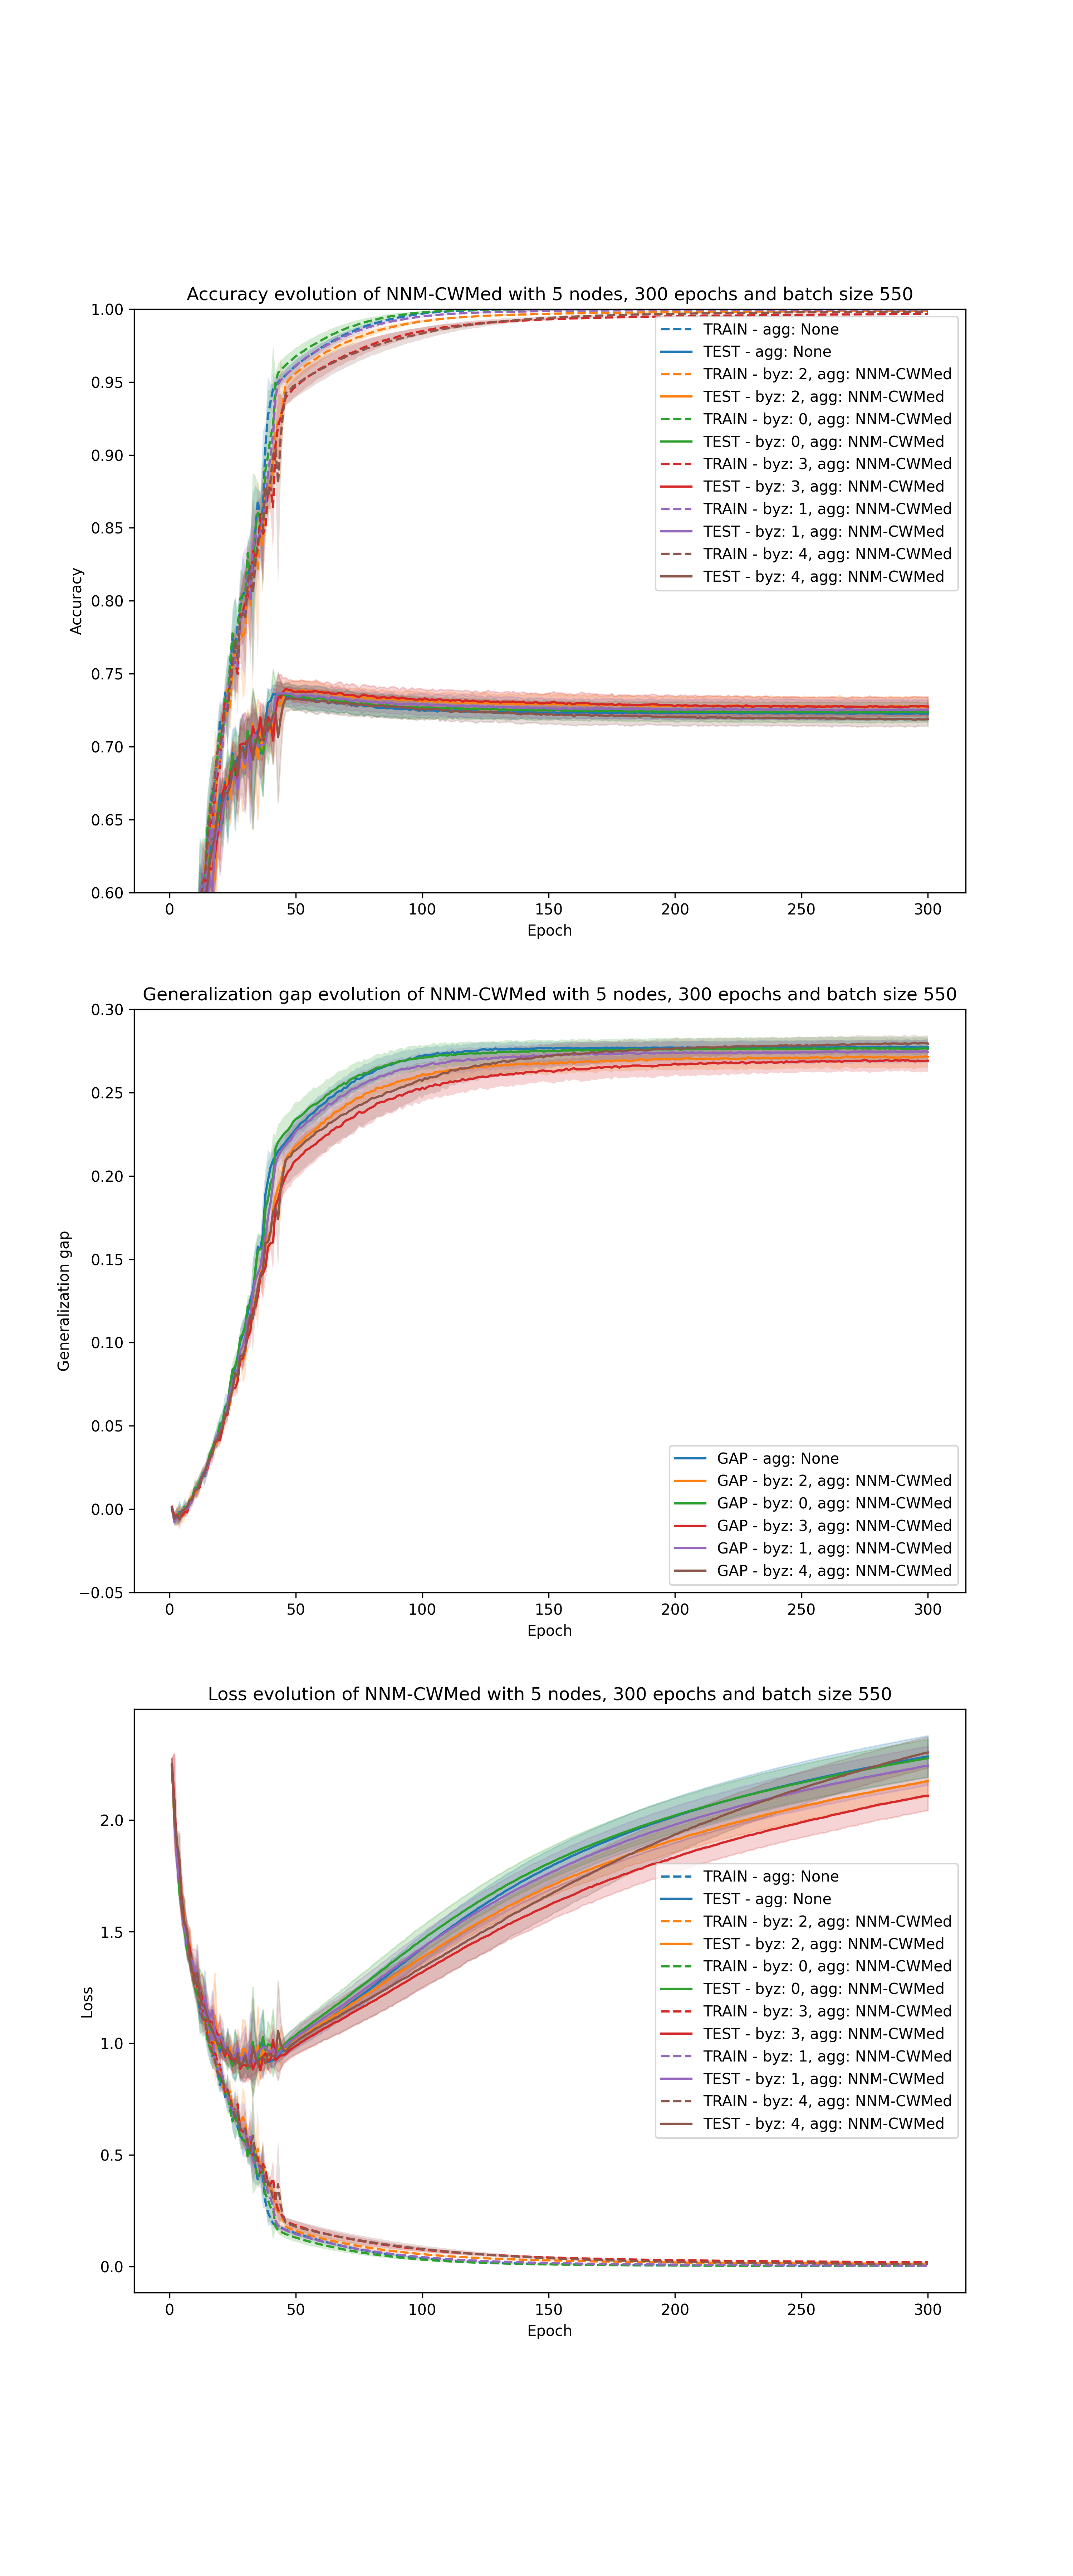 Accuracy evolution of NNM-CWMed with 5 nodes, 300 epochs and batch size 550
1.00
0.95
0.90
0.85
0.80
0.75
0.70
0.65
0.60
Accuracy
TRAIN - agg: None
TEST - agg: None
TRAIN - byz: 2, agg: NNM-CWMed
TEST - byz: 2, agg: NNM-CWMed
TRAIN - byz: 0, agg: NNM-CWMed
TEST - byz: 0, agg: NNM-CWMed
TRAIN - byz: 3, agg: NNM-CWMed
TEST - byz: 3, agg: NNM-CWMed
TRAIN - byz: 1, agg: NNM-CWMed
TEST - byz: 1, agg: NNM-CWMed
TRAIN - byz: 4, agg: NNM-CWMed
TEST - byz: 4, agg: NNM-CWMed
0 50 100 150 200 250 300
Epoch
Generalization gap evolution of NNM-CWMed with 5 nodes, 300 epochs and batch size 550
0.30
0.25
0.20
0.15
0.10
0.05
0.00
−0.05
Generalization gap
GAP - agg: None
GAP - byz: 2, agg: NNM-CWMed
GAP - byz: 0, agg: NNM-CWMed
GAP - byz: 3, agg: NNM-CWMed
GAP - byz: 1, agg: NNM-CWMed
GAP - byz: 4, agg: NNM-CWMed
0 50 100 150 200 250 300
Epoch
Loss evolution of NNM-CWMed with 5 nodes, 300 epochs and batch size 550
2.0
1.5
1.0
0.5
0.0
Loss
TRAIN - agg: None
TEST - agg: None
TRAIN - byz: 2, agg: NNM-CWMed
TEST - byz: 2, agg: NNM-CWMed
TRAIN - byz: 0, agg: NNM-CWMed
TEST - byz: 0, agg: NNM-CWMed
TRAIN - byz: 3, agg: NNM-CWMed
TEST - byz: 3, agg: NNM-CWMed
TRAIN - byz: 1, agg: NNM-CWMed
TEST - byz: 1, agg: NNM-CWMed
TRAIN - byz: 4, agg: NNM-CWMed
TEST - byz: 4, agg: NNM-CWMed
0 50 100 150 200 250 300
Epoch